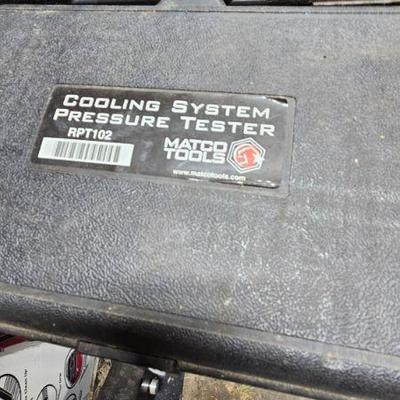 COOLING SYSTEM
PRESSURE TESTER
RPT102
MATCO
TOOLS
www.matcotools.com